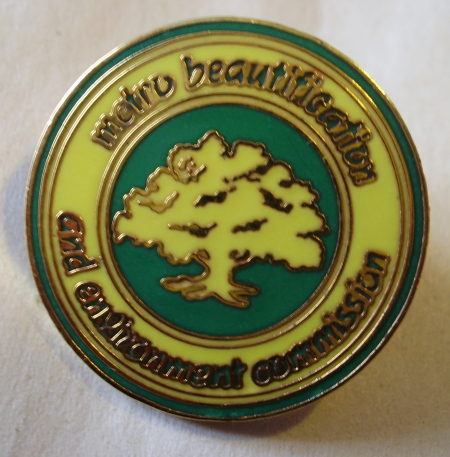 metro beautification
and environment commission